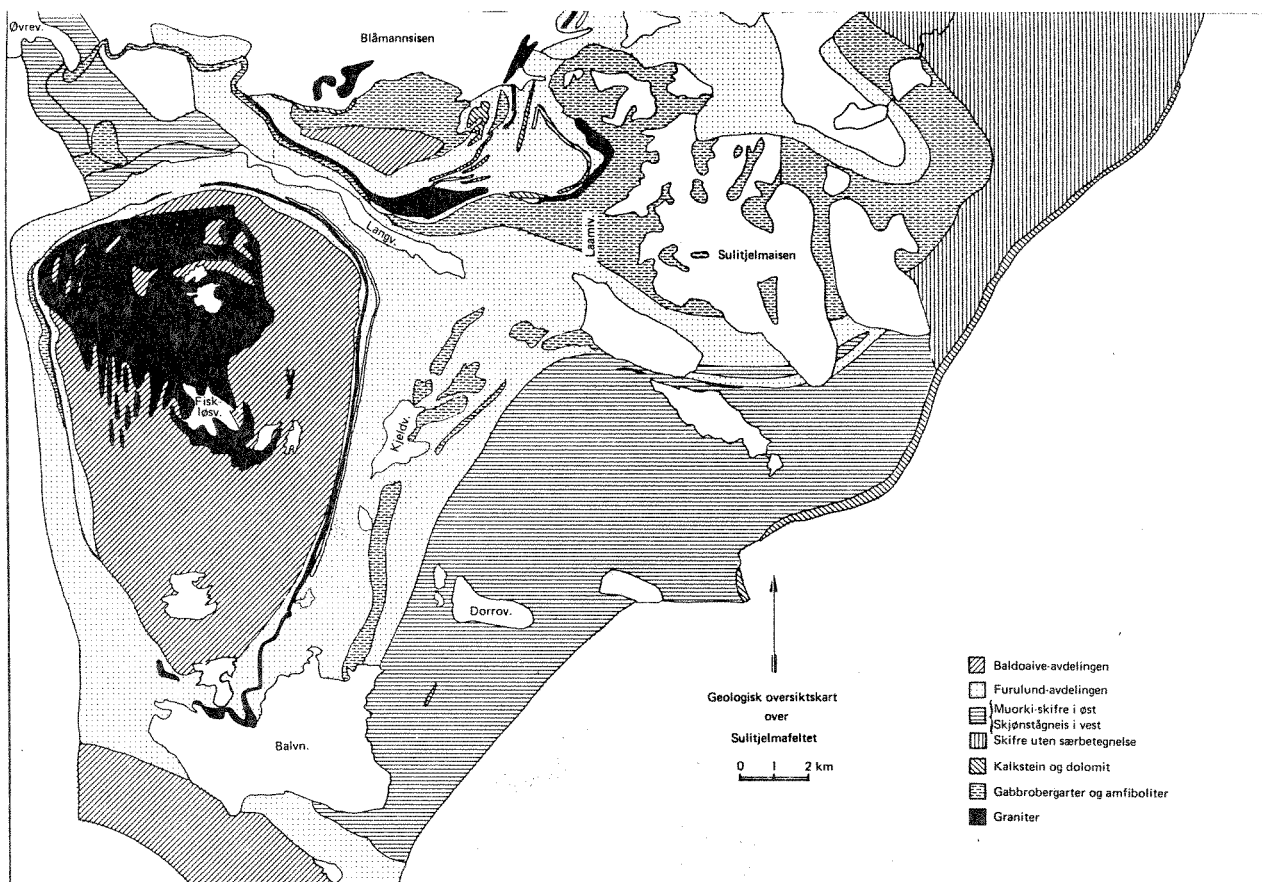 Øvrev.
Blåmannsisen
Langv.
Laamiv.
Sulitjelmaisen
Fisk-
løsv.
Kjeldv.
Dorrov.
Balvn.
Geologisk oversiktskart
over
Sulitjelmafeltet
0 1 2 km
Baldoaive-avdelingen
Furulund-avdelingen
Muorki-skifre i øst
Skjønstågneis i vest
Skifre uten særbetegnelse
Kalkstein og dolomit
Gabbrobergarter og amfiboliter
Graniter